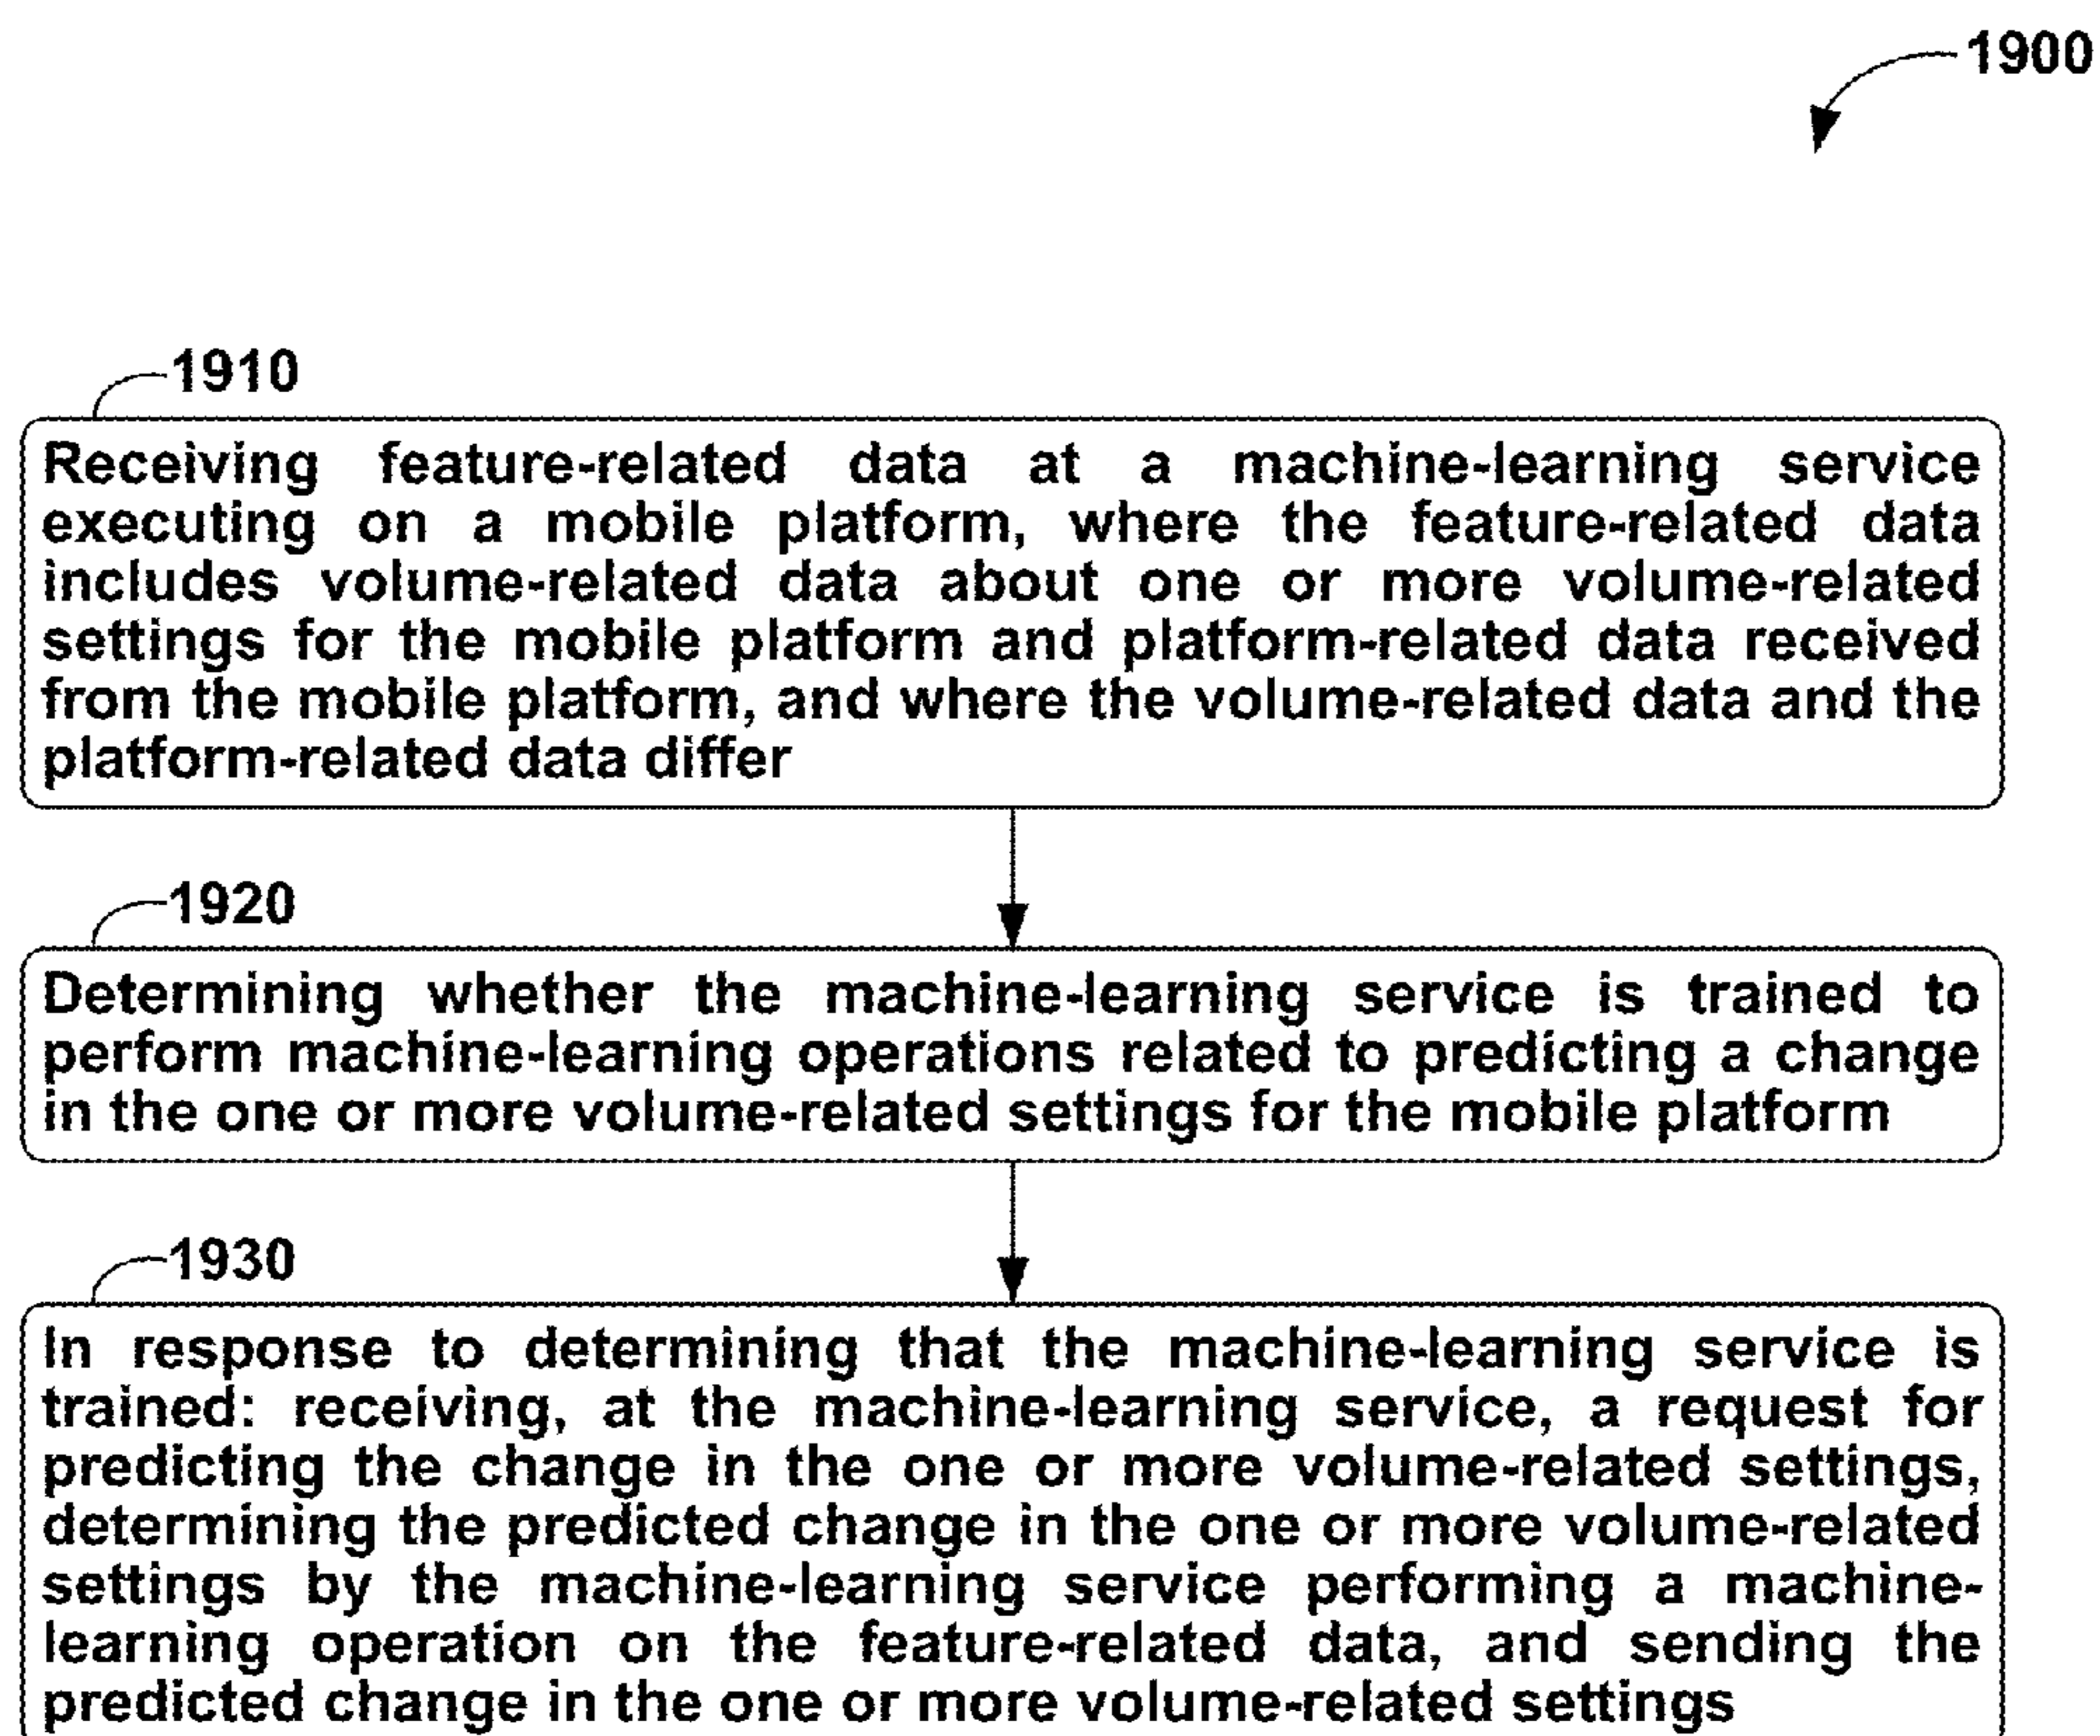 1900
1910
Receiving feature-related data at a machine-learning service
executing on a mobile platform, where the feature-related data
includes volume-related data about one or more volume-related
settings for the mobile platform and platform-related data received
from the mobile platform, and where the volume-related data and the
platform-related data differ
1920
Determining whether the machine-learning service is trained to
perform machine-learning operations related to predicting a change
in the one or more volume-related settings for the mobile platform
1930
In response to determining that the machine-learning service is
trained: receiving, at the machine-learning service, a request for
predicting the change in the one or more volume-related settings,
determining the predicted change in the one or more volume-related
settings by the machine-learning service performing a machine-
learning operation on the feature-related data, and sending the
predicted change in the one or more volume-related settings